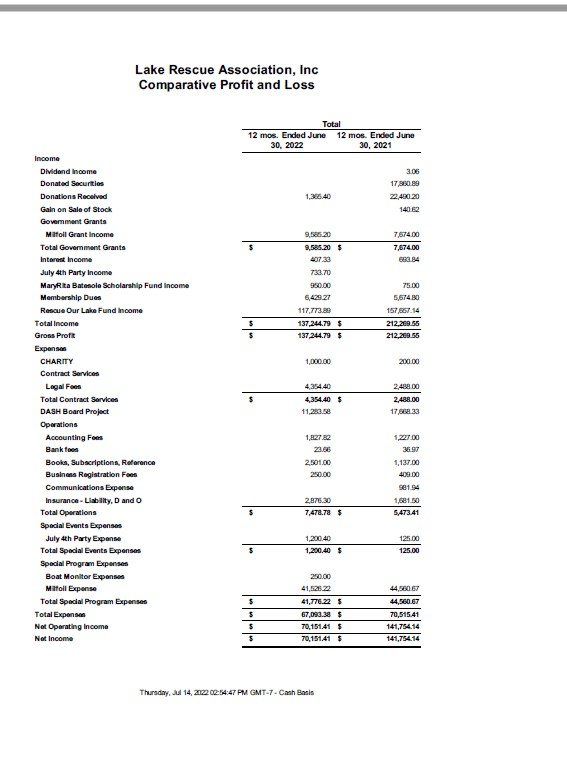 Lake Rescue Association, Inc
Comparative Profit and Loss
Total
12 mos. Ended June 30, 2022 12 mos. Ended June 30, 2021
Income
Dividend Income 3.06
Donated Securities 17,860.89
Donations Received 1,365.40 22,490.20
Gain on Sale of Stock 140.62
Government Grants
Milfoil Grant Income 9,585.20 7,674.00
Total Government Grants $ 9,585.20 $ 7,674.00
Interest Income 407.33 693.84
July 4th Party Income 733.70
MaryRita Batesole Scholarship Fund Income 950.00 75.00
Membership Dues 6,429.27 5,674.80
Rescue Our Lake Fund Income 117,773.89 157,657.14
Total Income $ 137,244.79 $ 212,269.55
Gross Profit $ 137,244.79 $ 212,269.55
Expenses
CHARITY 1,000.00 200.00
Contract Services
Legal Fees 4,354.40 2,488.00
Total Contract Services $ 4,354.40 $ 2,488.00
DASH Board Project 11,283.58 17,668.33
Operations
Accounting Fees 1,827.82 1,227.00
Bank fees 23.66 36.97
Books, Subscriptions, Reference 2,501.00 1,137.00
Business Registration Fees 250.00 409.00
Communications Expense 981.94
Insurance - Liability, D and O 2,876.30 1,681.50
Total Operations $ 7,478.78 $ 5,473.41
Special Events Expenses
July 4th Party Expense 1,200.40 125.00
Total Special Events Expenses $ 1,200.40 $ 125.00
Special Program Expenses
Boat Monitor Expenses 250.00
Milfoil Expense 41,526.22 44,560.67
Total Special Program Expenses $ 41,776.22 $ 44,560.67
Total Expenses $ 67,093.38 $ 70,515.41
Net Operating Income $ 70,151.41 $ 141,754.14
Net Income $ 70,151.41 $ 141,754.14
Thursday, Jul 14, 2022 02:54:47 PM GMT-7 - Cash Basis